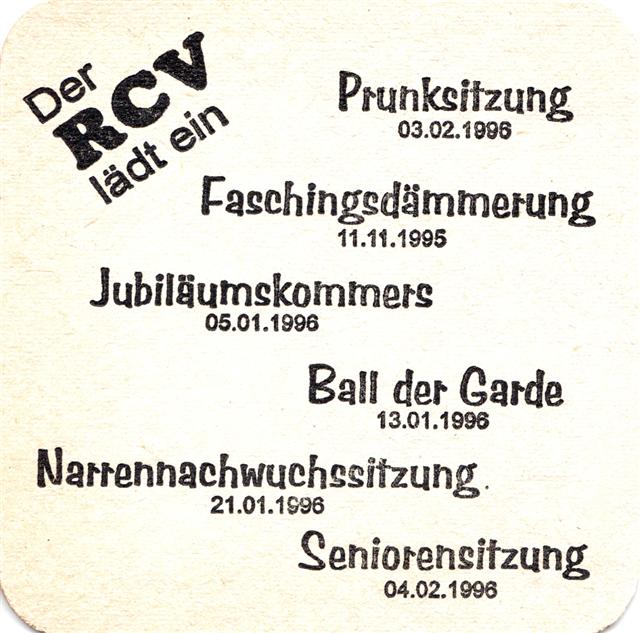 Der
RCV
lädt ein
Prunksitzung
03.02.1996
Faschingsdämmerung
11.11.1995
Jubiläumskommers
05.01.1996
Ball der Garde
13.01.1996
Narrennachwuchssitzung
21.01.1996
Seniorensitzung
04.02.1996